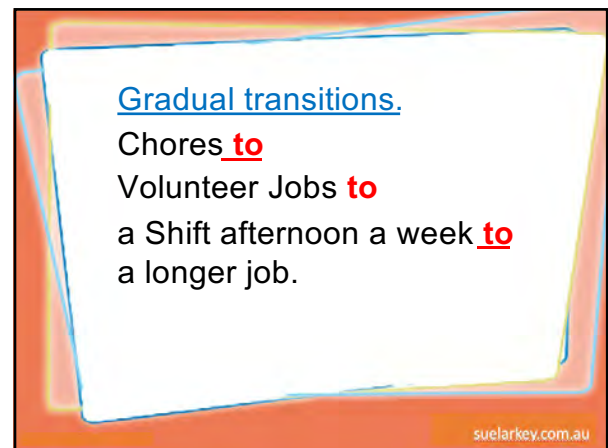 Gradual transitions.
Chores to
Volunteer Jobs to
a Shift afternoon a week to
a longer job.
suelarkey.com.au